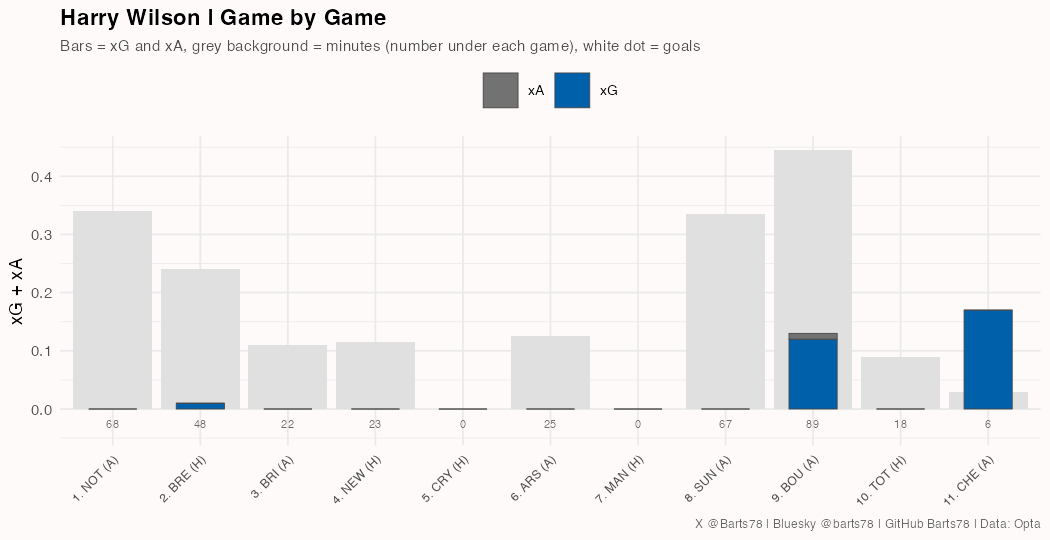 Harry Wilson | Game by Game
Bars = xG and xA, grey background = minutes (number under each game), white dot = goals
xA xG
xG + xA
0.4
0.3
0.2
0.1
0.0
68 48 22 23 0 25 0 67 89 18 6
1. NOT (A) 2. BRE (H) 3. BRI (A) 4. NEW (H) 5. CRY (H) 6. ARS (A) 7. MAN (H) 8. SUN (A) 9. BOU (A) 10. TOT (H) 11. CHE (A)
X @Barts78 | Bluesky @barts78 | GitHub Barts78 | Data: Opta